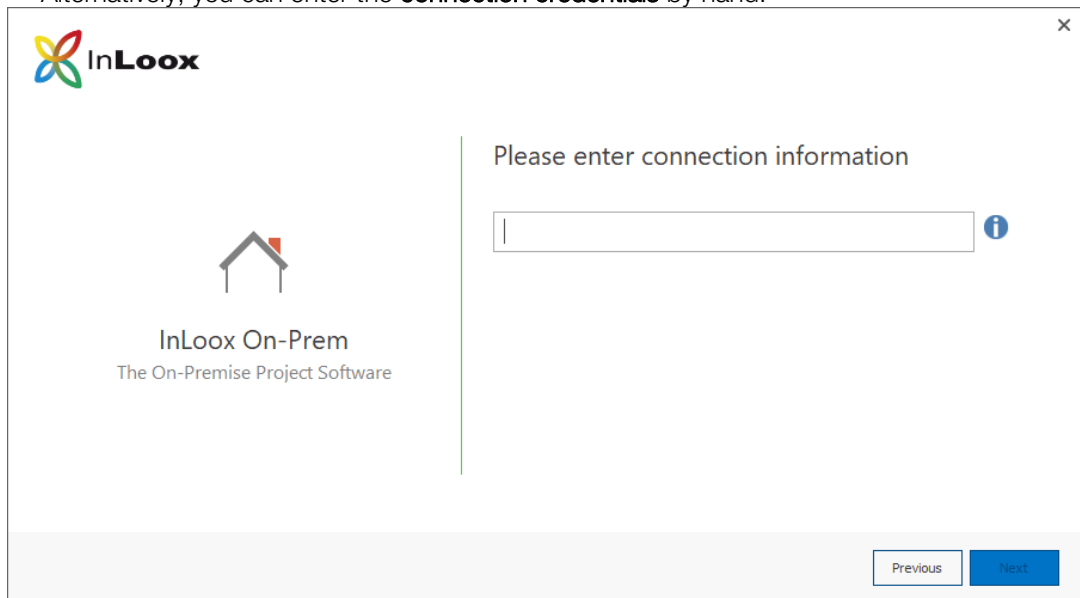 Alternatively, you can enter the connection credentials by hand.
InLoox
Please enter connection information
InLoox On-Prem
The On-Premise Project Software
Previous
Next